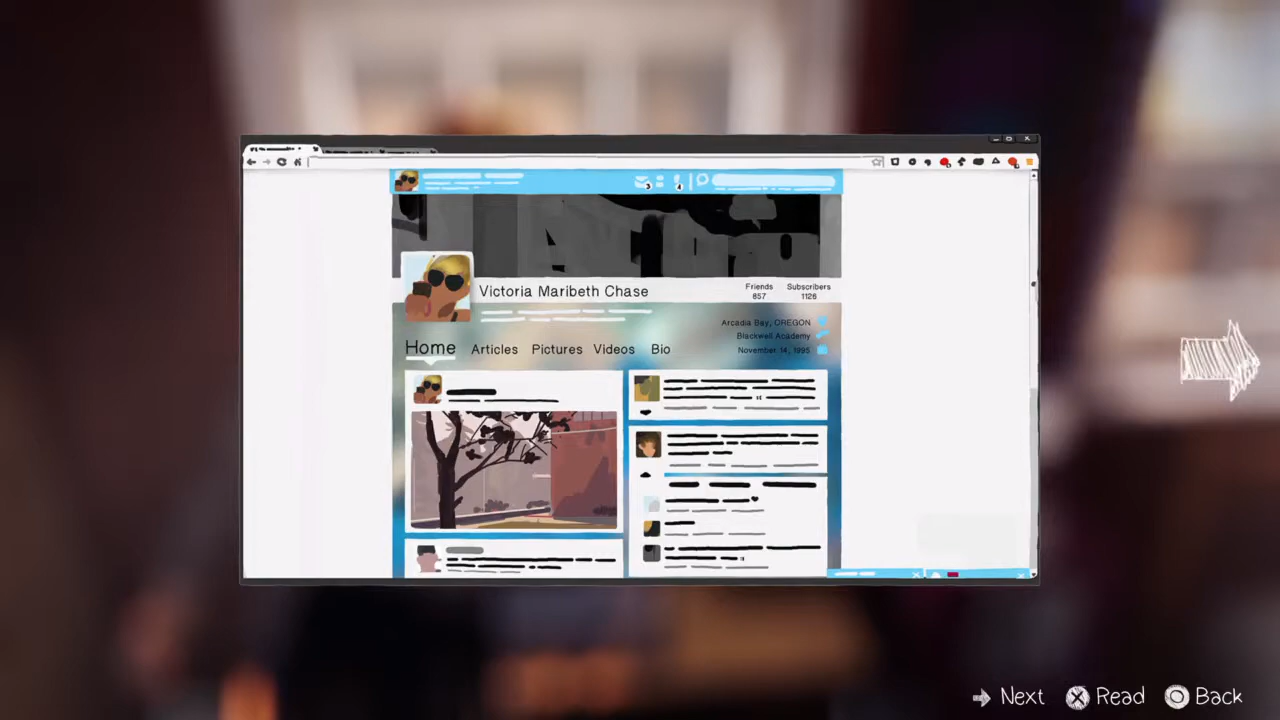 Victoria Maribeth Chase
Friends
857
Subscribers
1126
Arcadia Bay, OREGON
Blackwell Academy
November 14, 1995
Home Articles Pictures Videos Bio
Next Read Back